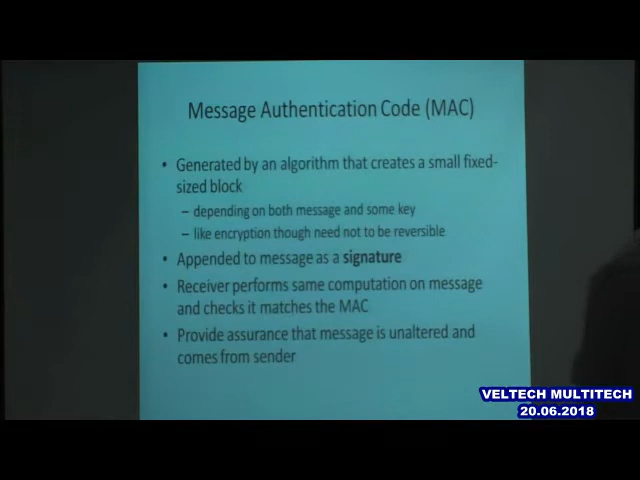 Message Authentication Code (MAC)
• Generated by an algorithm that creates a small fixed-
sized block
– depending on both message and some key
– like encryption though need not to be reversible
• Appended to message as a signature
• Receiver performs same computation on message
and checks it matches the MAC
• Provide assurance that message is unaltered and
comes from sender
VELTECH MULTITECH
20.06.2018